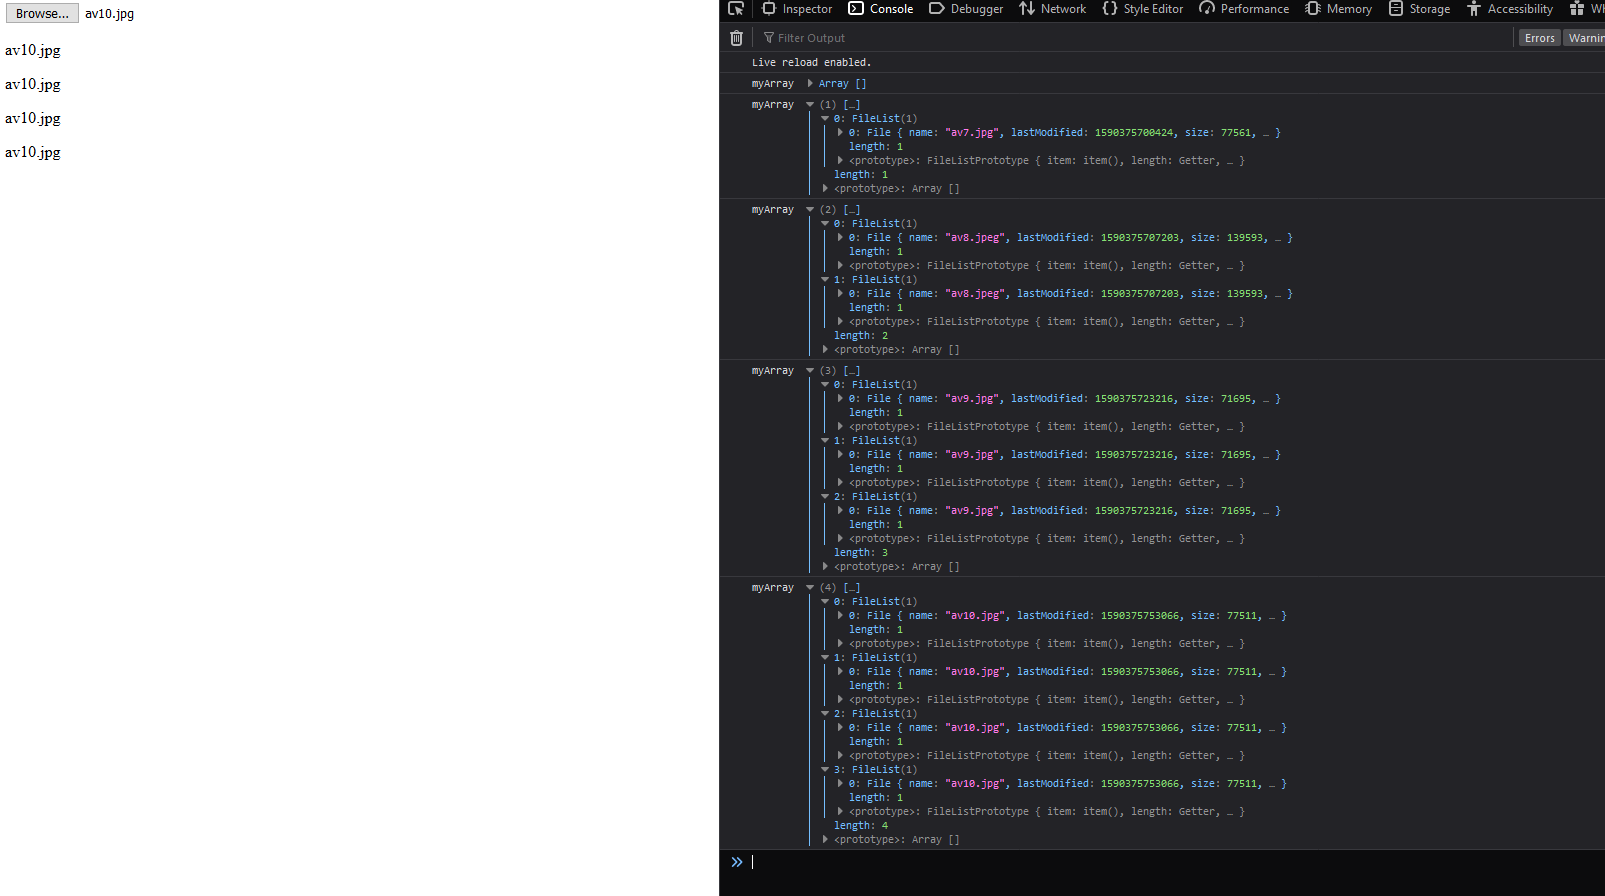 Browse... av10.jpg
av10.jpg
av10.jpg
av10.jpg
av10.jpg
Inspector Console Debugger Network Style Editor Performance Memory Storage Accessibility
Filter Output Errors
Live reload enabled.
myArray Array []
myArray (1) […]
0: FileList(1)
0: File { name: "av7.jpg", lastModified: 1590375700424, size: 77561, … }
length: 1
<prototype>: FileListPrototype { item: item(), length: Getter, … }
length: 1
<prototype>: Array []
myArray (2) […]
0: FileList(1)
0: File { name: "av8.jpeg", lastModified: 1590375707203, size: 139593, … }
length: 1
<prototype>: FileListPrototype { item: item(), length: Getter, … }
1: FileList(1)
0: File { name: "av8.jpeg", lastModified: 1590375707203, size: 139593, … }
length: 1
<prototype>: FileListPrototype { item: item(), length: Getter, … }
length: 2
<prototype>: Array []
myArray (3) […]
0: FileList(1)
0: File { name: "av9.jpg", lastModified: 1590375723216, size: 71695, … }
length: 1
<prototype>: FileListPrototype { item: item(), length: Getter, … }
1: FileList(1)
0: File { name: "av9.jpg", lastModified: 1590375723216, size: 71695, … }
length: 1
<prototype>: FileListPrototype { item: item(), length: Getter, … }
2: FileList(1)
0: File { name: "av9.jpg", lastModified: 1590375723216, size: 71695, … }
length: 1
<prototype>: FileListPrototype { item: item(), length: Getter, … }
length: 3
<prototype>: Array []
myArray (4) […]
0: FileList(1)
0: File { name: "av10.jpg", lastModified: 1590375753066, size: 77511, … }
length: 1
<prototype>: FileListPrototype { item: item(), length: Getter, … }
1: FileList(1)
0: File { name: "av10.jpg", lastModified: 1590375753066, size: 77511, … }
length: 1
<prototype>: FileListPrototype { item: item(), length: Getter, … }
2: FileList(1)
0: File { name: "av10.jpg", lastModified: 1590375753066, size: 77511, … }
length: 1
<prototype>: FileListPrototype { item: item(), length: Getter, … }
3: FileList(1)
0: File { name: "av10.jpg", lastModified: 1590375753066, size: 77511, … }
length: 1
<prototype>: FileListPrototype { item: item(), length: Getter, … }
length: 4
<prototype>: Array []